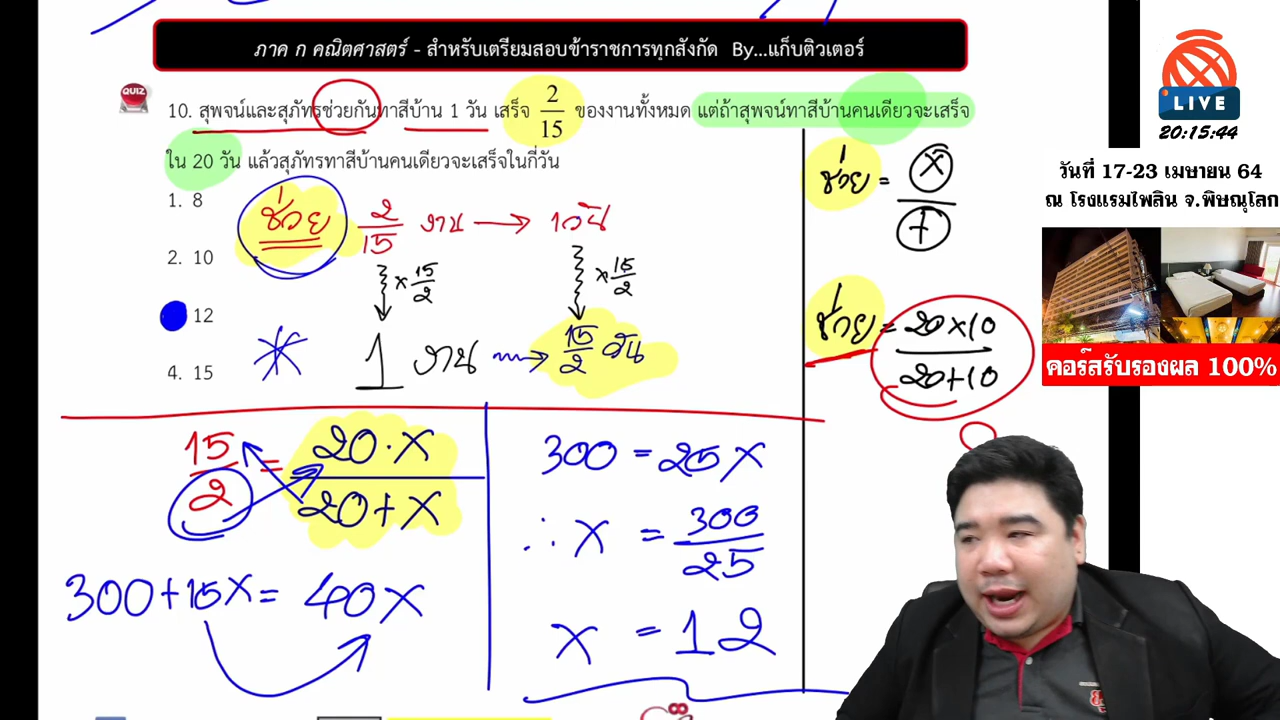 ภาค ก คณิตศาสตร์ - สำหรับเตรียมสอบข้าราชการทุกสังกัด By...แก็บติวเตอร์
QUIZ
10. สุพจน์และสุภัทรช่วยกันทาสีบ้าน 1 วัน เสร็จ 2/15 ของงานทั้งหมด แต่ถ้าสุพจน์ทาสีบ้านคนเดียวจะเสร็จ
ใน 20 วัน แล้วสุภัทรทาสีบ้านคนเดียวจะเสร็จในกี่วัน
1. 8
2. 10
12
4. 15
ช่วย 2/15 งาน → 1วัน
×15/2 ×15/2
1 งาน → 15/2 วัน
15/2 = 20·x/20+x
300+15x = 40x
300 = 25x
∴ x = 300/25
x = 12
ช่วย = ×/+
ช่วย = 20×10/20+10
LIVE
20:15:44
วันที่ 17-23 เมษายน 64
ณ โรงแรมไพลิน จ.พิษณุโลก
คอร์สรับรองผล 100%